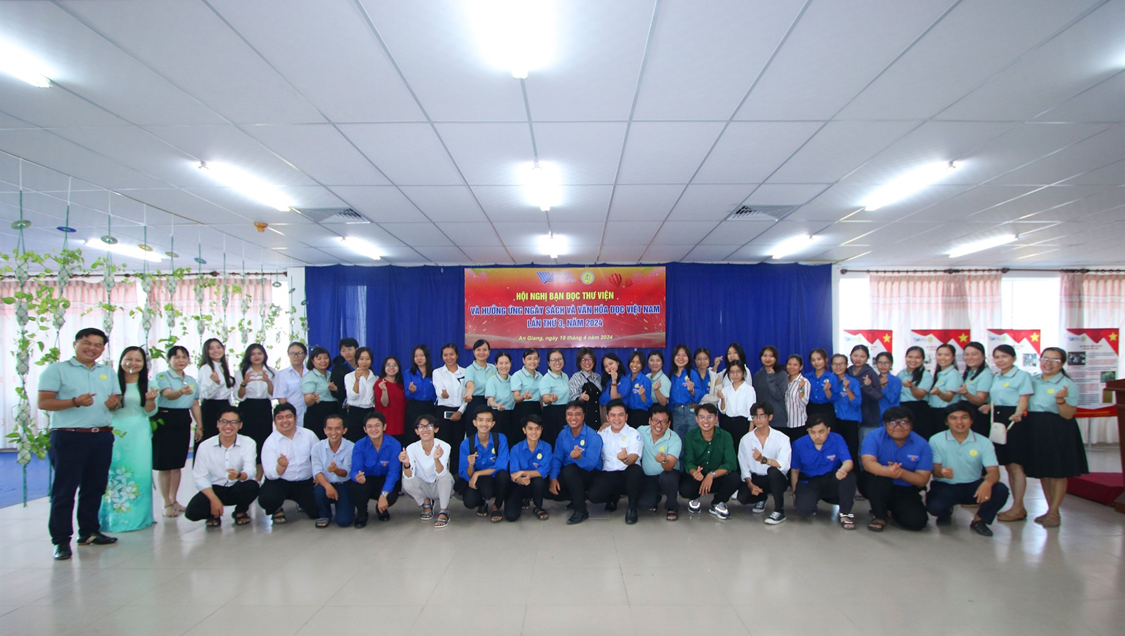 HỘI NGHỊ BẠN ĐỌC THƯ VIỆN
VÀ HƯỞNG ỨNG NGÀY SÁCH VÀ VĂN HÓA ĐỌC VIỆT NAM
LẦN THỨ 3, NĂM 2024
An Giang, ngày 18 tháng 4 năm 2024